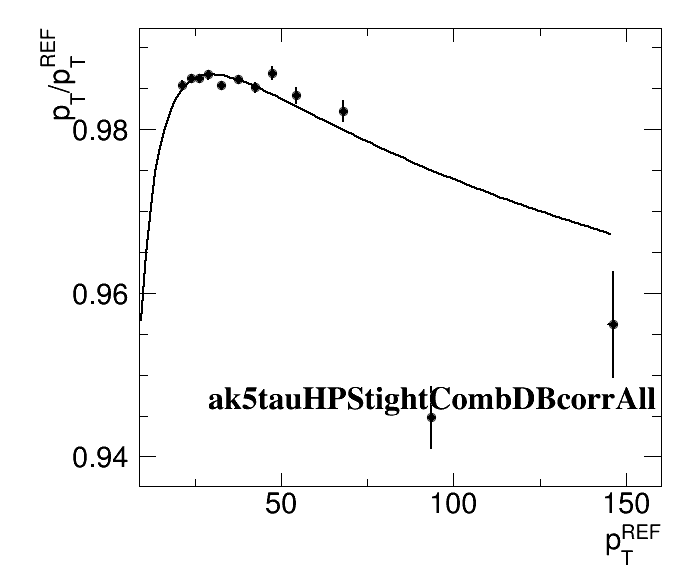 p_T/p_T^REF
0.98
0.96
ak5tauHPStightCombDBcorrAll
0.94
50 100 150
p_T^REF